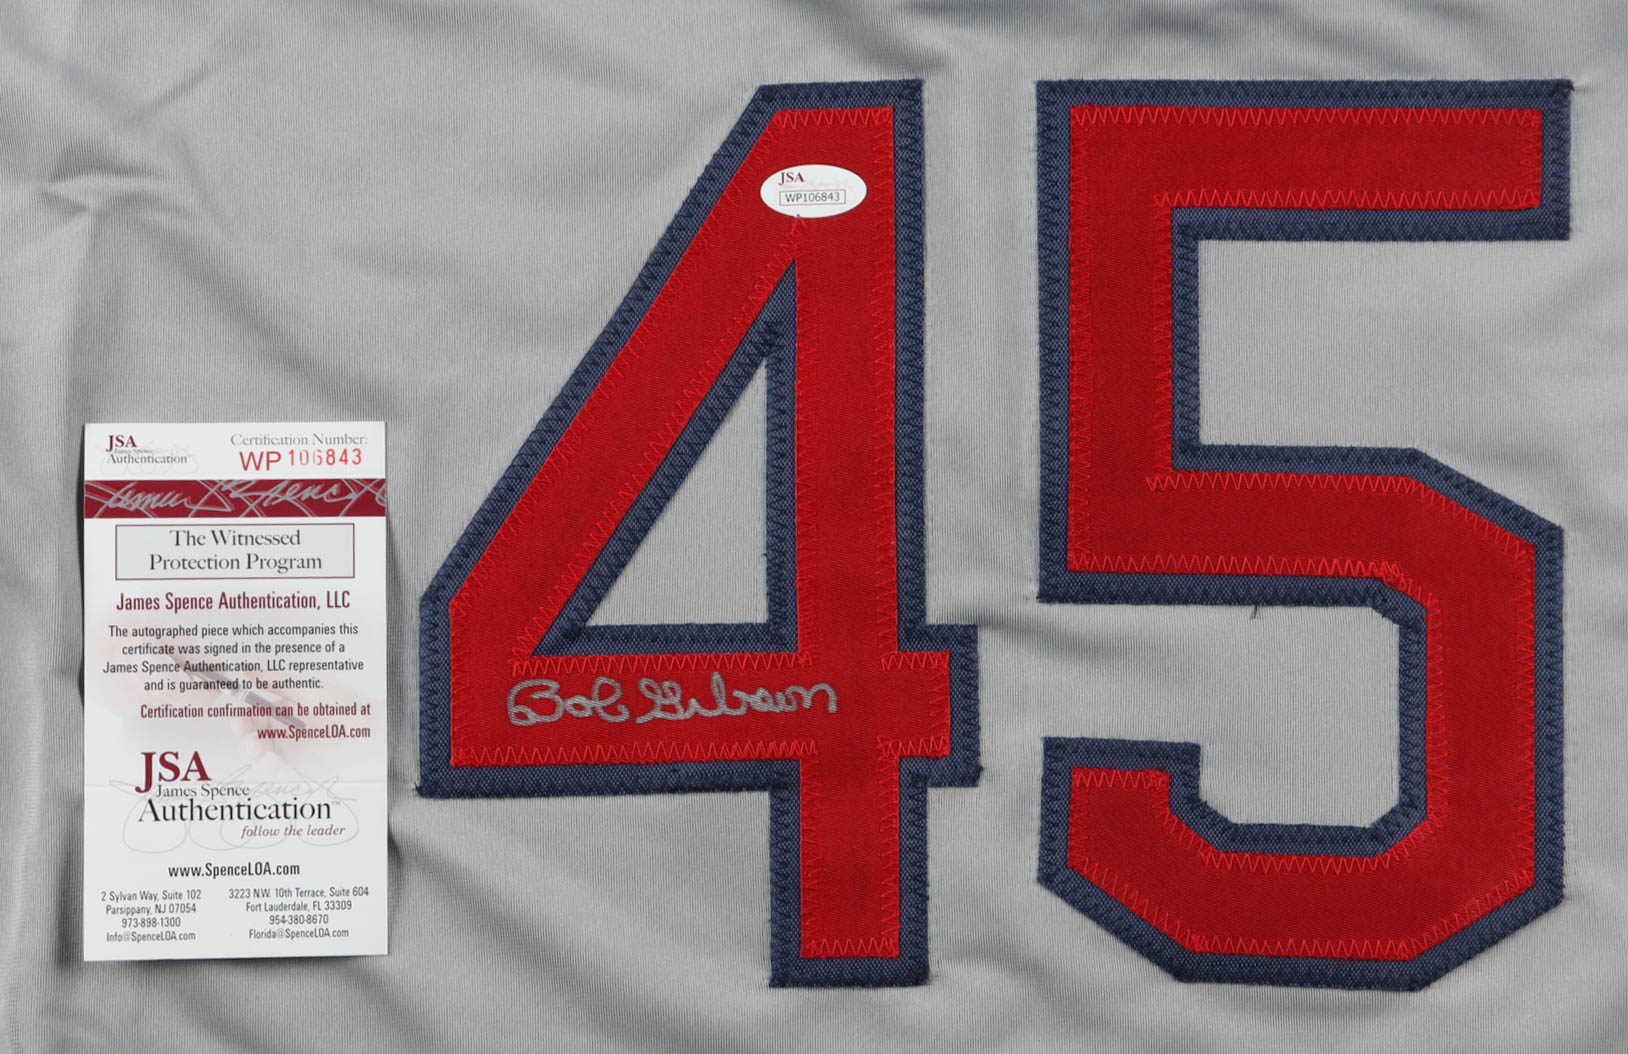 45
JSA
WP106843
Bob Gibson
JSA
James Spence
Authentication
Certification Number:
WP 106843
James Spence
The Witnessed
Protection Program
James Spence Authentication, LLC
The autographed piece which accompanies this
certificate was signed in the presence of a
James Spence Authentication, LLC representative
and is guaranteed to be authentic.
Certification confirmation can be obtained at
www.SpenceLOA.com
JSA
James Spence
Authentication™
follow the leader
www.SpenceLOA.com
2 Sylvan Way, Suite 102
Parsippany, NJ 07054
973-898-1300
Info@SpenceLOA.com
3223 N.W. 10th Terrace, Suite 604
Fort Lauderdale, FL 33309
954-380-8670
Florida@SpenceLOA.com